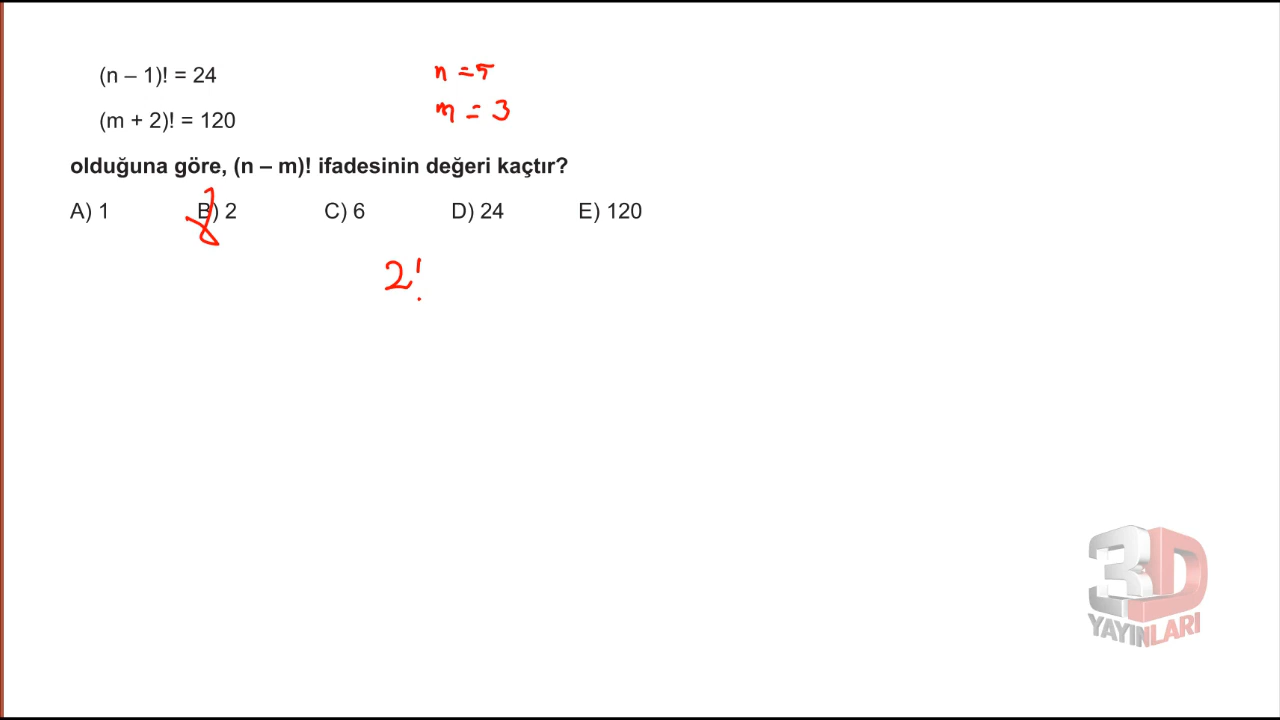 (n – 1)! = 24
n = 5
(m + 2)! = 120
m = 3
olduğuna göre, (n – m)! ifadesinin değeri kaçtır?
A) 1 B) 2 C) 6 D) 24 E) 120
2!
3D
YAYINLARI